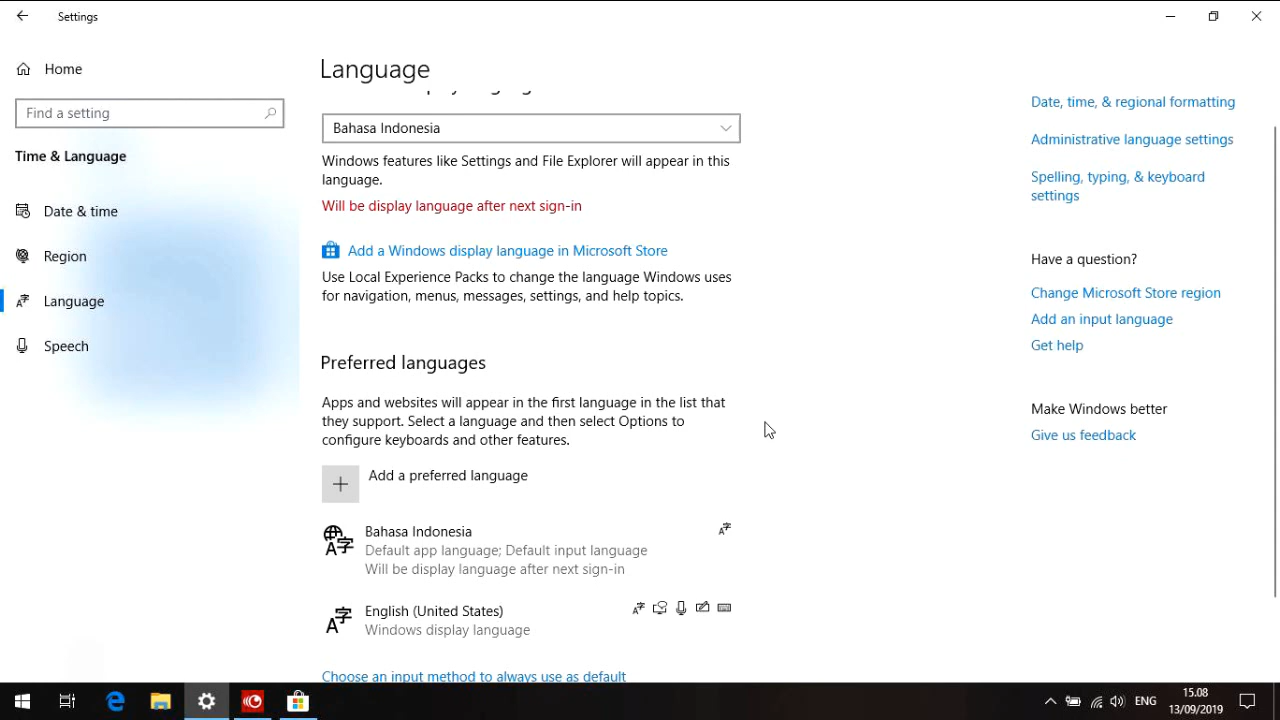 Settings
Home
Find a setting
Time & Language
Date & time
Region
Language
Speech
Language
Bahasa Indonesia
Windows features like Settings and File Explorer will appear in this
language.
Will be display language after next sign-in
Add a Windows display language in Microsoft Store
Use Local Experience Packs to change the language Windows uses
for navigation, menus, messages, settings, and help topics.
Preferred languages
Apps and websites will appear in the first language in the list that
they support. Select a language and then select Options to
configure keyboards and other features.
Add a preferred language
Bahasa Indonesia
Default app language; Default input language
Will be display language after next sign-in
English (United States)
Windows display language
Choose an input method to always use as default
Date, time, & regional formatting
Administrative language settings
Spelling, typing, & keyboard
settings
Have a question?
Change Microsoft Store region
Add an input language
Get help
Make Windows better
Give us feedback
ENG
15.08
13/09/2019